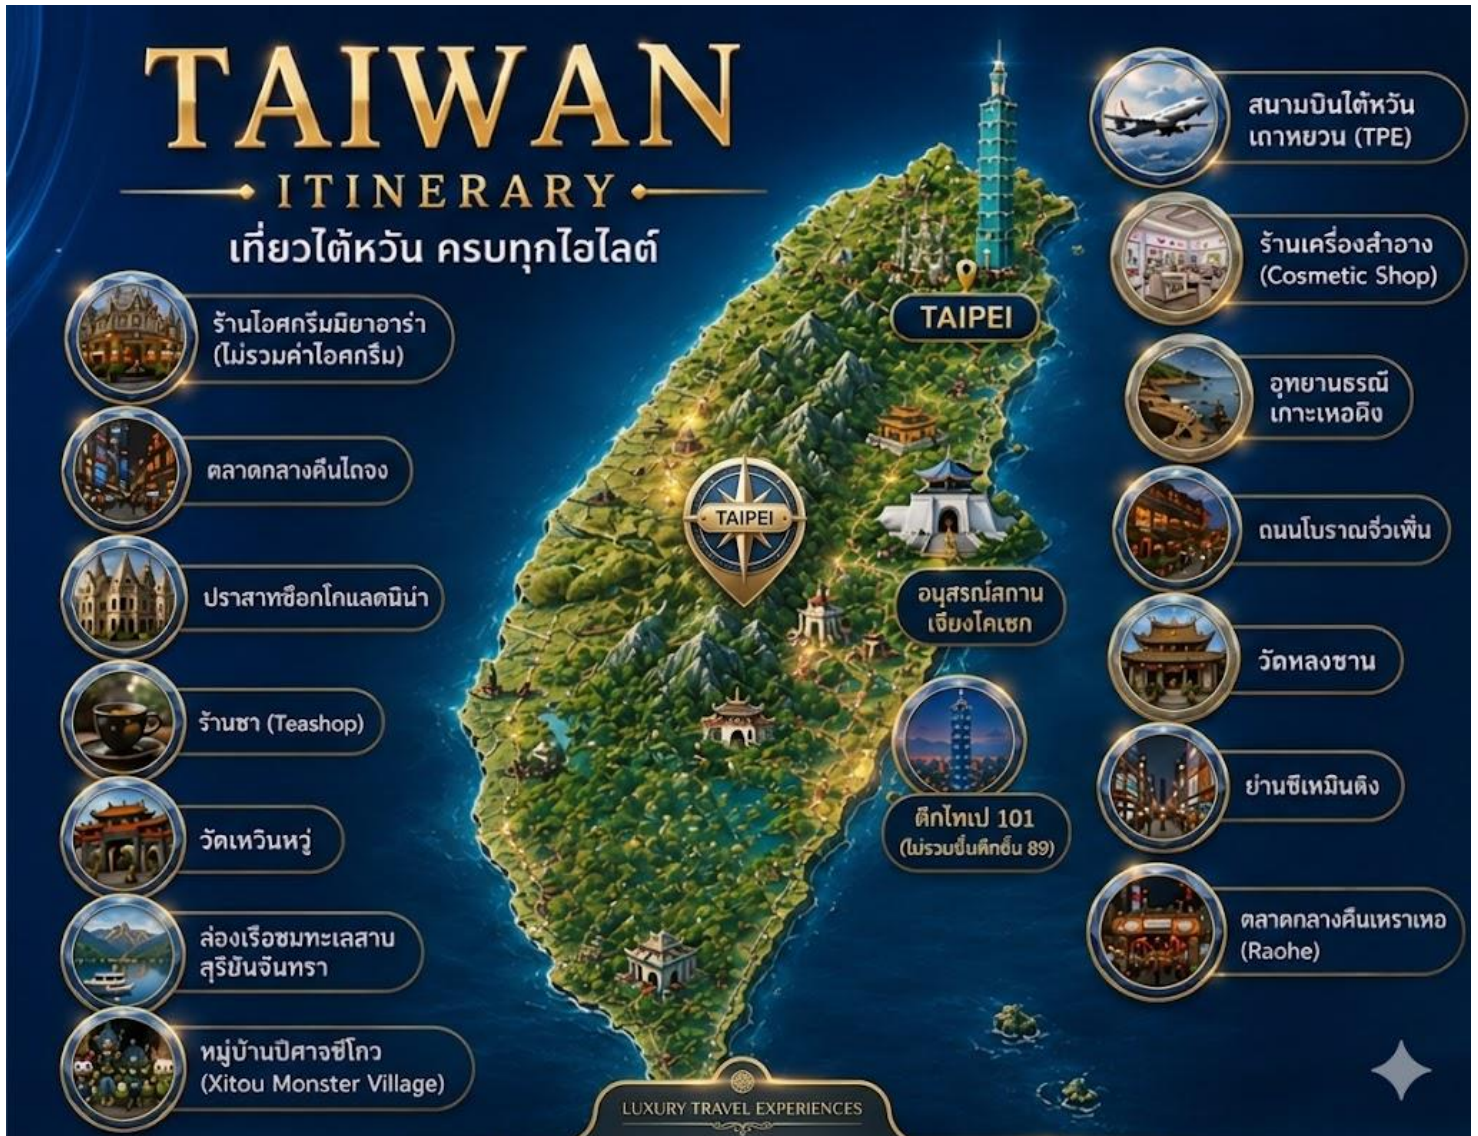 TAIWAN
ITINERARY
เที่ยวไต้หวัน ครบทุกไฮไลต์
ร้านไอศกรีมมิยาอาร่า
(ไม่รวมค่าไอศกรีม)
ตลาดกลางคืนไถจง
ปราสาทช็อกโกแลตนีน่า
ร้านชา (Teashop)
วัดเหวินหวู่
ล่องเรือชมทะเลสาบ
สุริยันจันทรา
หมู่บ้านปีศาจซีโถว
(Xitou Monster Village)
TAIPEI
TAIPEI
อนุสรณ์สถาน
เจียงไคเชก
ตึกไทเป 101
(ไม่รวมขึ้นตึกชั้น 89)
สนามบินไต้หวัน
เถาหยวน (TPE)
ร้านเครื่องสำอาง
(Cosmetic Shop)
อุทยานธรณี
เกาะเหอผิง
ถนนโบราณจิ่วเฟิ่น
วัดหลงซาน
ย่านซีเหมินติง
ตลาดกลางคืนเหราเหอ
(Raohe)
LUXURY TRAVEL EXPERIENCES